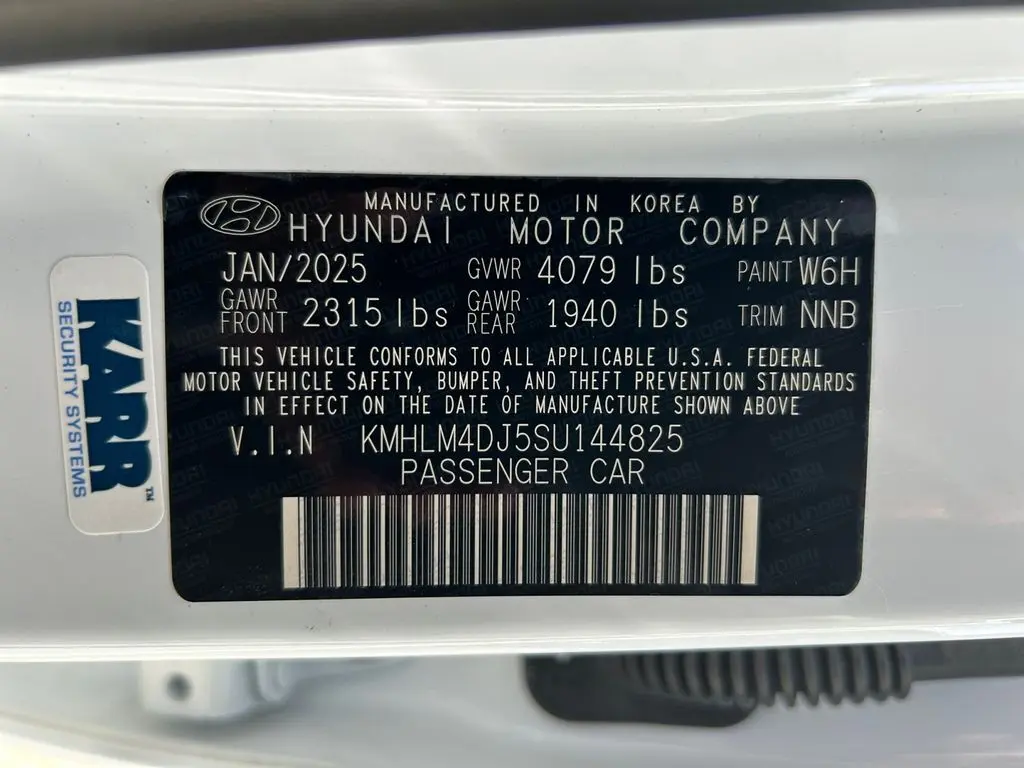 MANUFACTURED IN KOREA BY
HYUNDAI MOTOR COMPANY
JAN/2025 GVWR 4079 lbs PAINT W6H
GAWR FRONT 2315 lbs GAWR REAR 1940 lbs TRIM NNB
THIS VEHICLE CONFORMS TO ALL APPLICABLE U.S.A. FEDERAL
MOTOR VEHICLE SAFETY, BUMPER, AND THEFT PREVENTION STANDARDS
IN EFFECT ON THE DATE OF MANUFACTURE SHOWN ABOVE
V.I.N KMHLM4DJ5SU144825
PASSENGER CAR
KARR™
SECURITY SYSTEMS